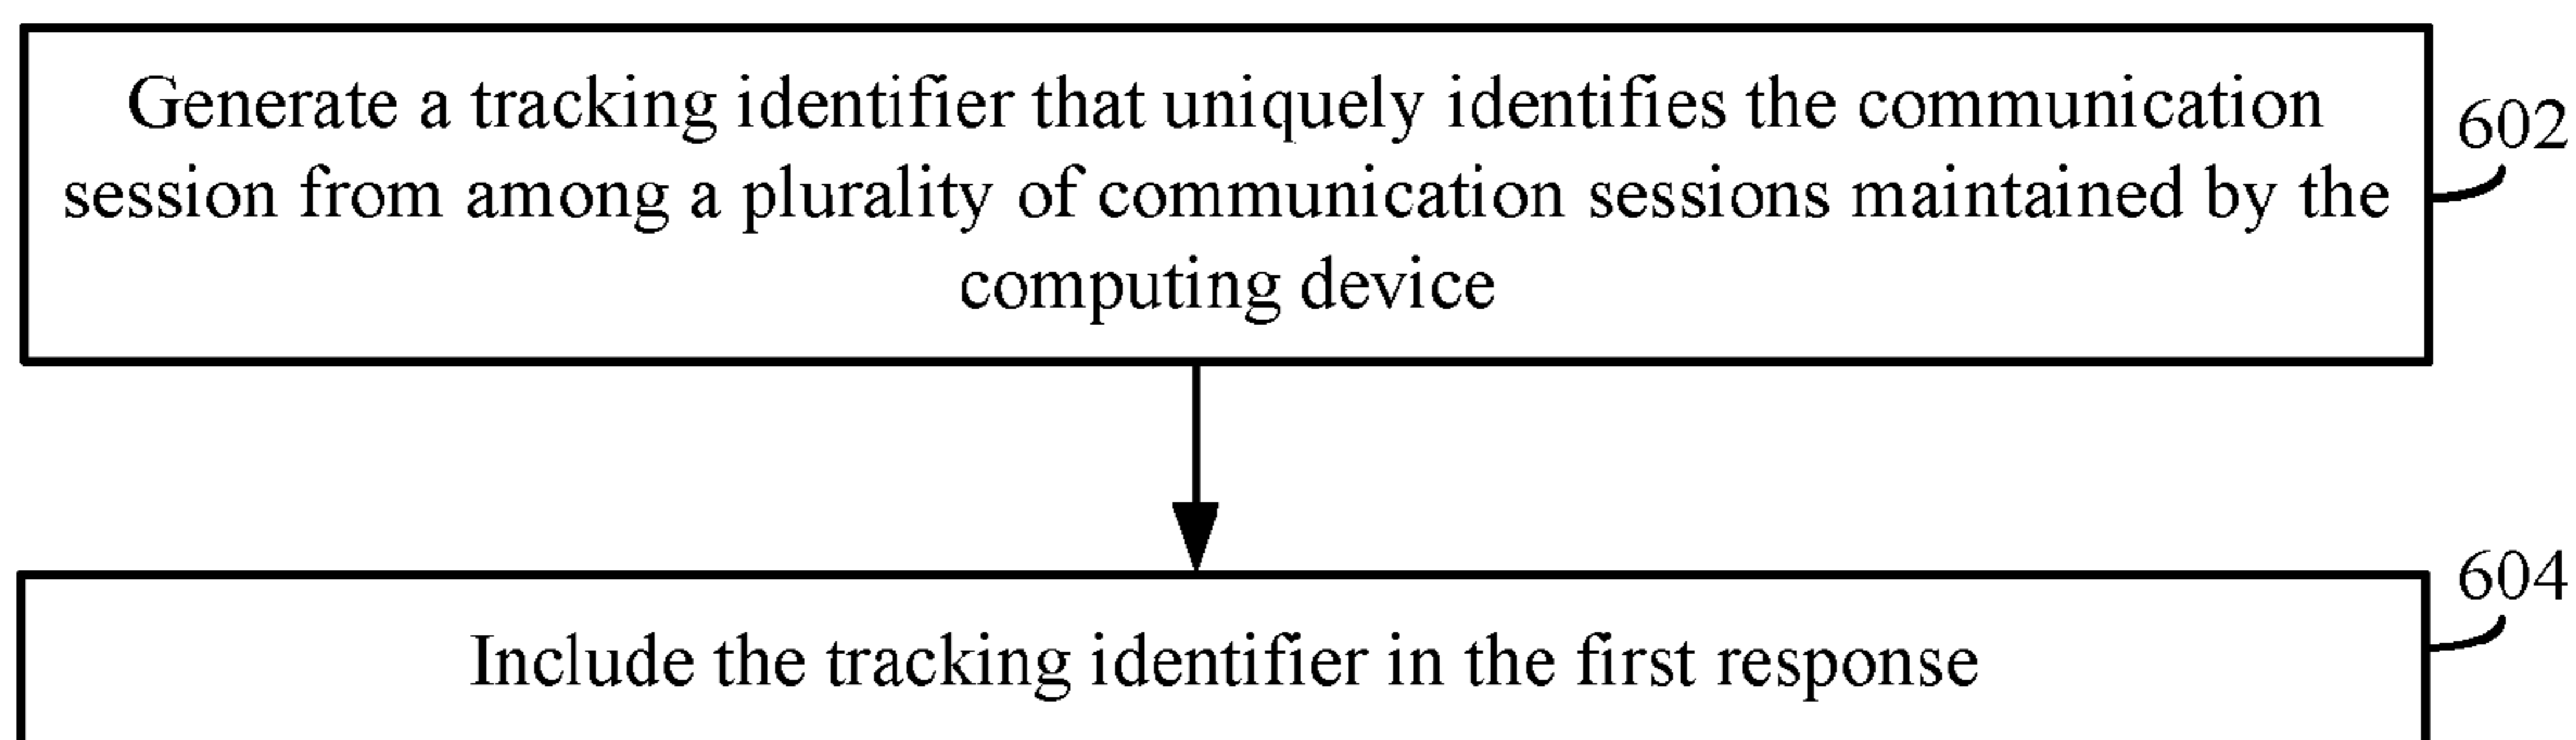 Generate a tracking identifier that uniquely identifies the communication
602
session from among a plurality of communication sessions maintained by the
computing device
604
Include the tracking identifier in the first response